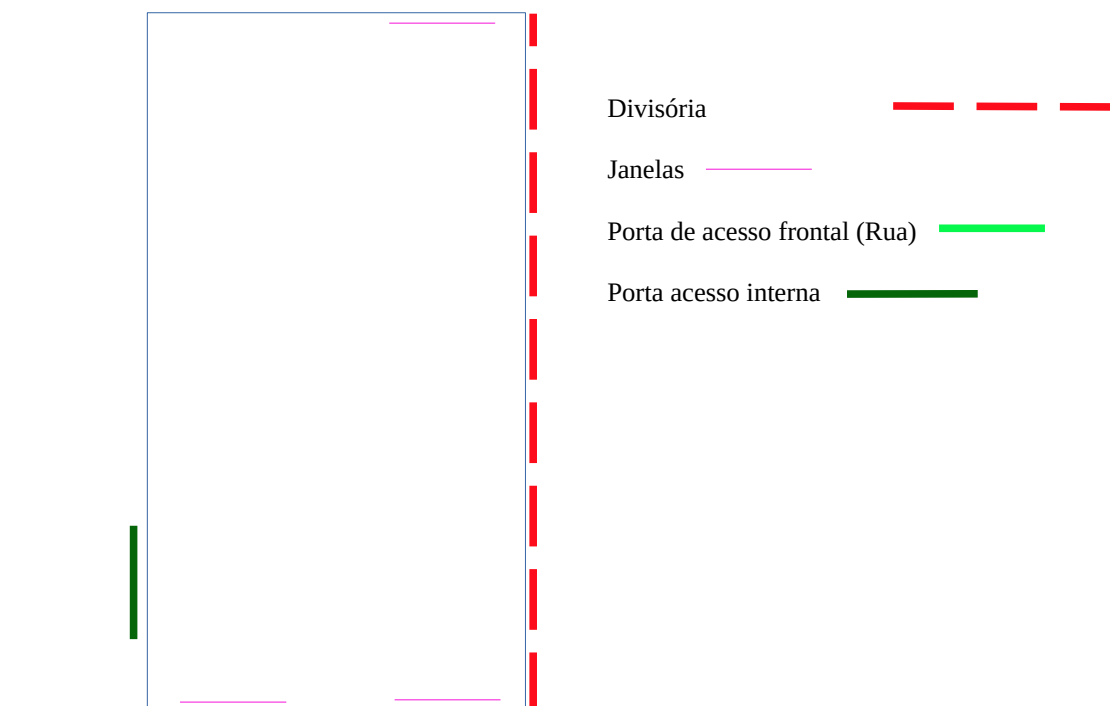 Divisória
Janelas
Porta de acesso frontal (Rua)
Porta acesso interna